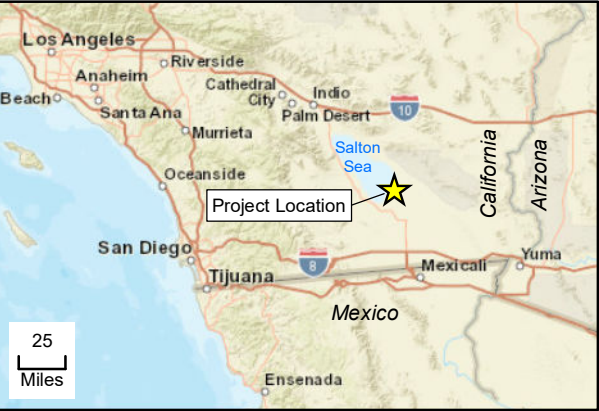 Los Angeles
Riverside
Anaheim
Cathedral
City
Indio
Beach
Santa Ana
Palm Desert
10
Murrieta
Salton
Sea
California
Arizona
Oceanside
Project Location
San Diego
8
Yuma
Mexicali
Tijuana
Mexico
25
Miles
Ensenada